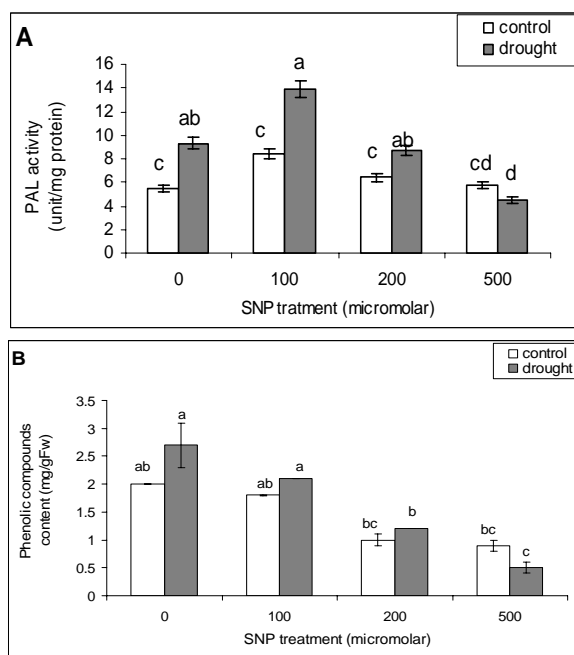 A
control
drought
PAL activity
(unit/mg protein)
16
14
12
10
8
6
4
2
0
c
ab
c
a
c
ab
cd
d
0 100 200 500
SNP tratment (micromolar)
B
control
drought
Phenolic compounds
content (mg/gFw)
3.5
3
2.5
2
1.5
1
0.5
0
ab
a
ab
a
bc
b
bc
c
0 100 200 500
SNP treatment (micromolar)